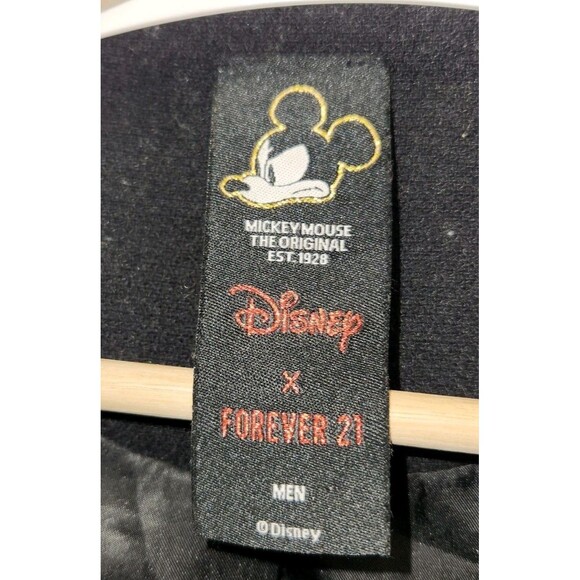 MICKEY MOUSE
THE ORIGINAL
EST. 1928
Disney
X
FOREVER 21
MEN
©Disney